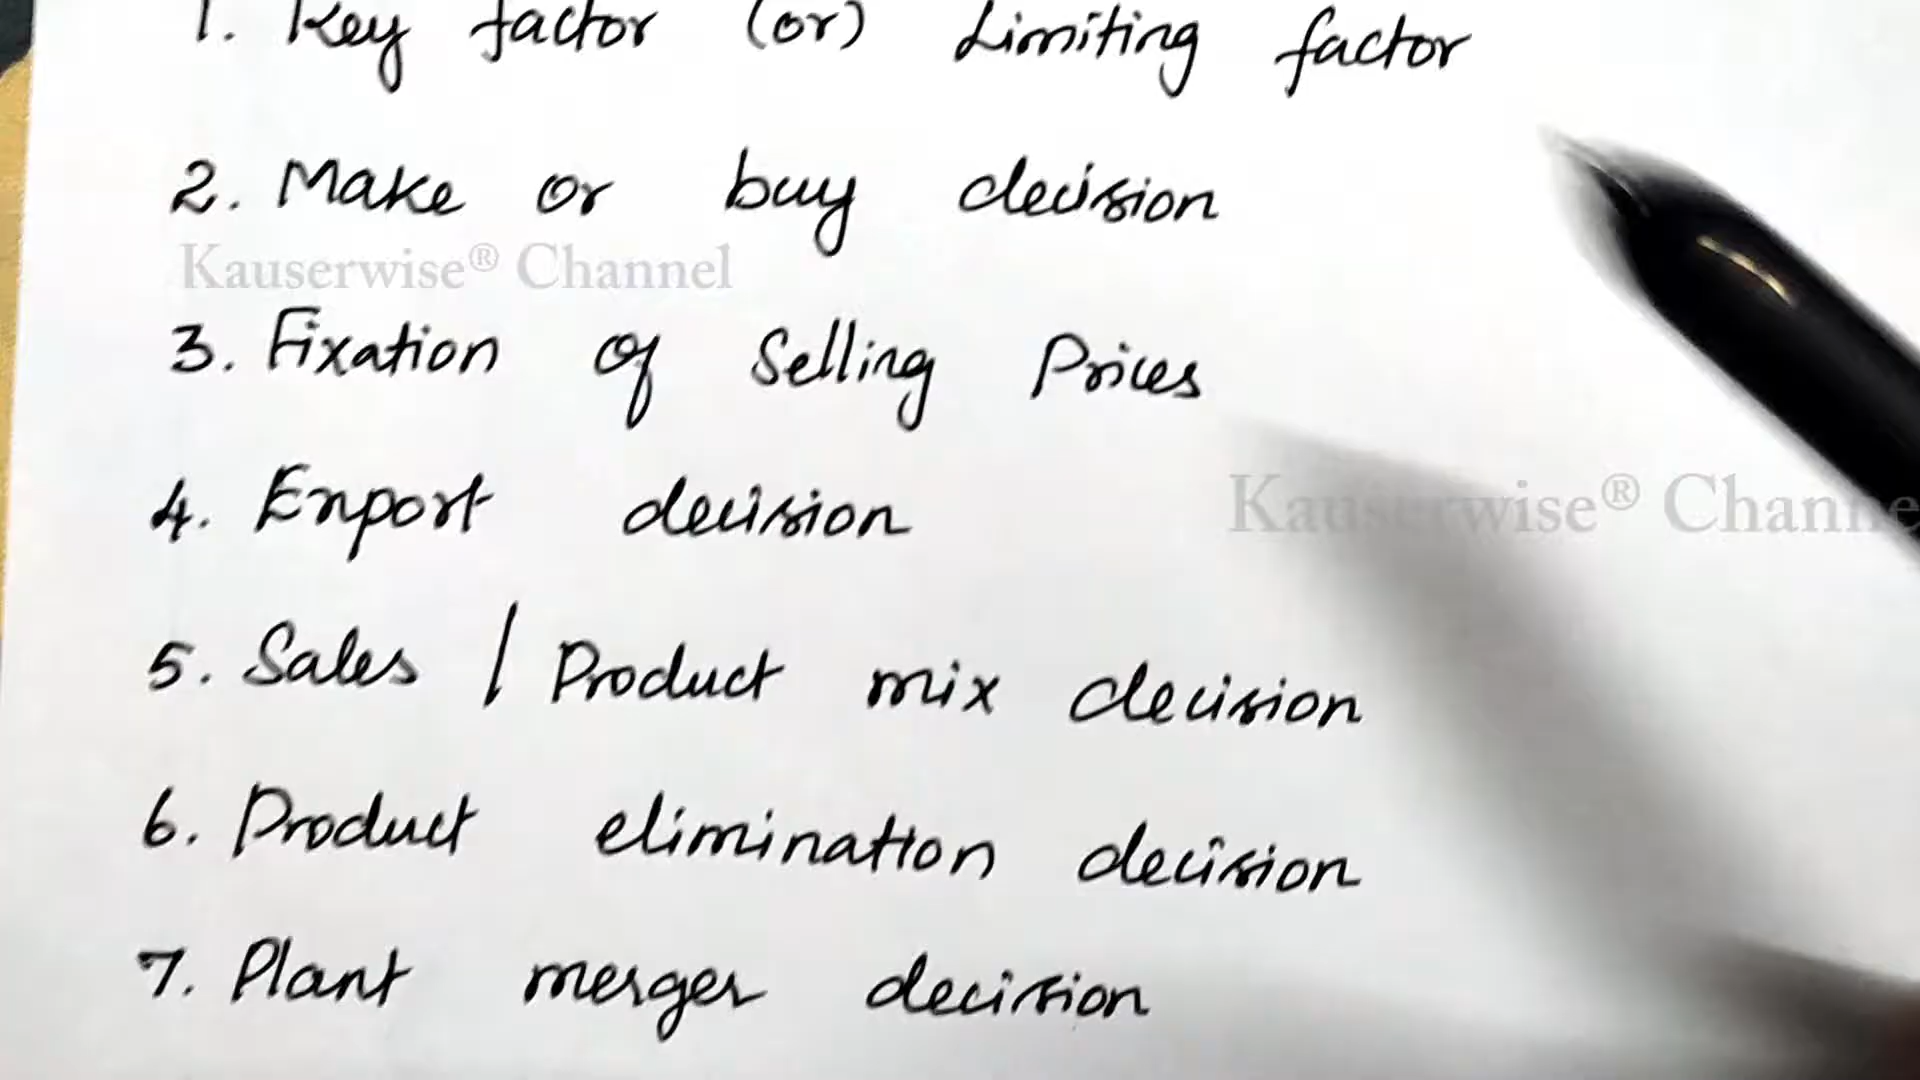 1. Key factor (or) Limiting factor
2. Make or buy decision
Kauserwise® Channel
3. Fixation of Selling Prices
4. Export decision
Kauserwise® Channe
5. Sales / Product mix decision
6. Product elimination decision
7. Plant merger decision